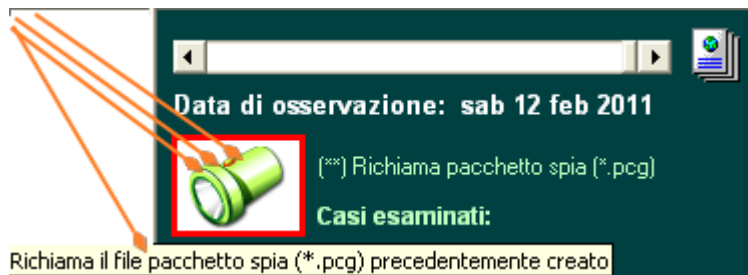 Data di osservazione: sab 12 feb 2011
(**) Richiama pacchetto spia (*.pcg)
Casi esaminati:
Richiama il file pacchetto spia (*.pcg) precedentemente creato